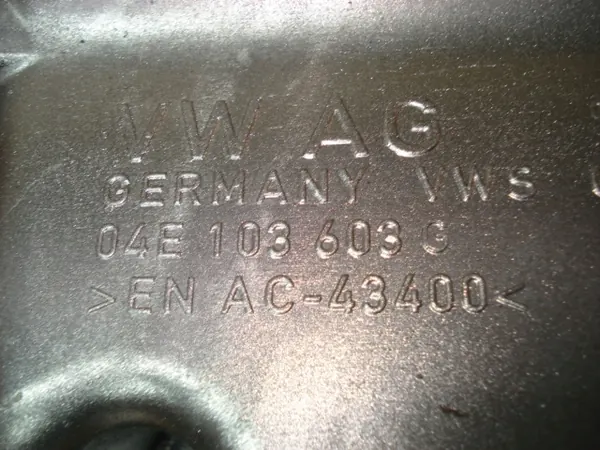 VW AG
GERMANY VWS
04E 103 603 G
>EN AC-43400<